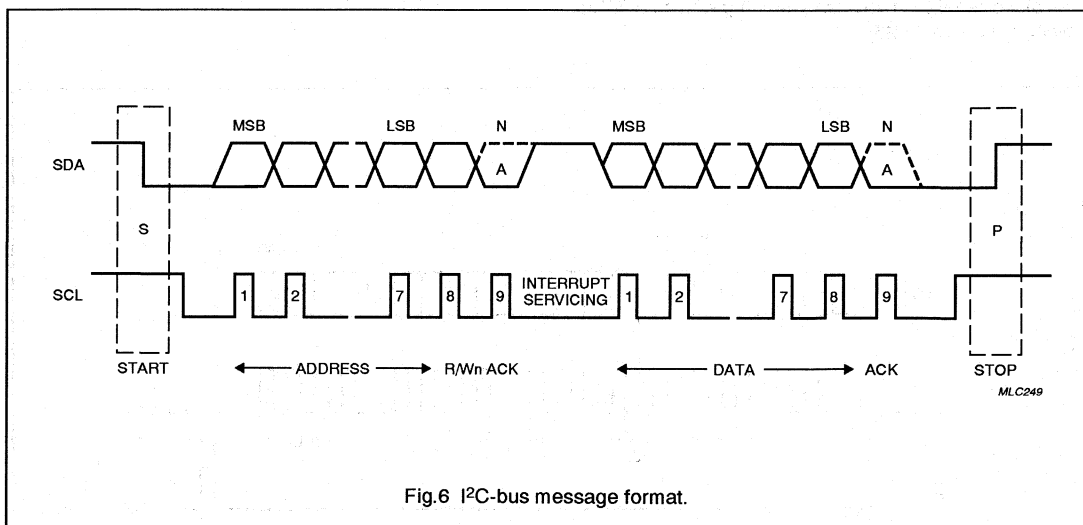 MSB LSB N MSB LSB N
SDA A A
S P
SCL 1 2 7 8 9 INTERRUPT SERVICING 1 2 7 8 9
START ADDRESS R/Wn ACK DATA ACK STOP
MLC249
Fig.6 I²C-bus message format.